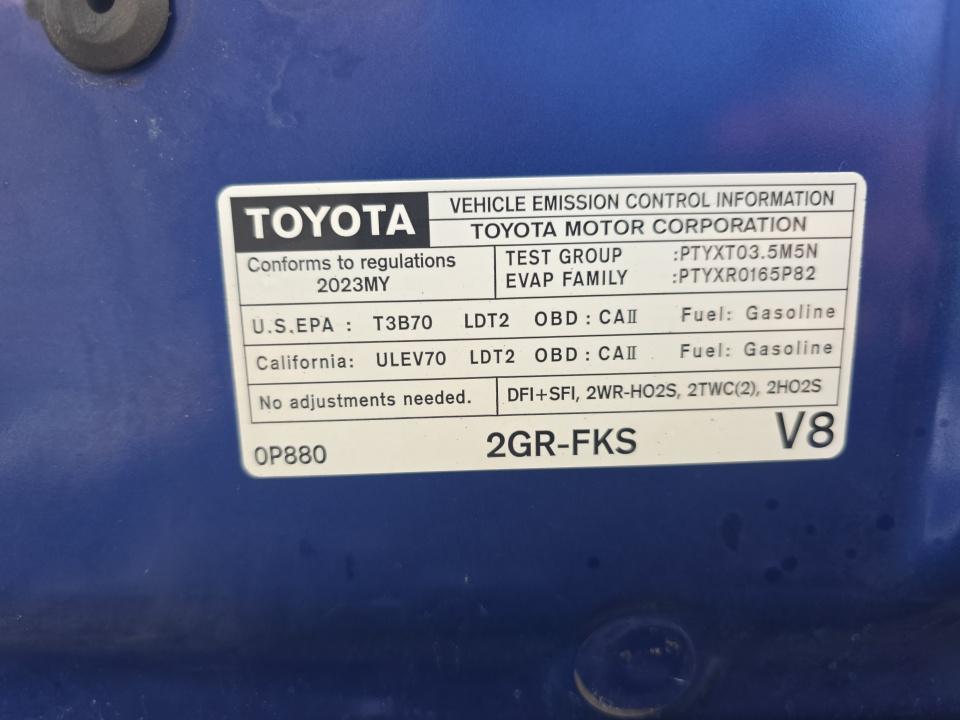 TOYOTA
VEHICLE EMISSION CONTROL INFORMATION
TOYOTA MOTOR CORPORATION
Conforms to regulations
2023MY
TEST GROUP :PTYXT03.5M5N
EVAP FAMILY :PTYXR0165P82
U.S.EPA : T3B70 LDT2 OBD : CAII Fuel: Gasoline
California: ULEV70 LDT2 OBD : CAII Fuel: Gasoline
No adjustments needed.
DFI+SFI, 2WR-HO2S, 2TWC(2), 2HO2S
0P880
2GR-FKS
V8